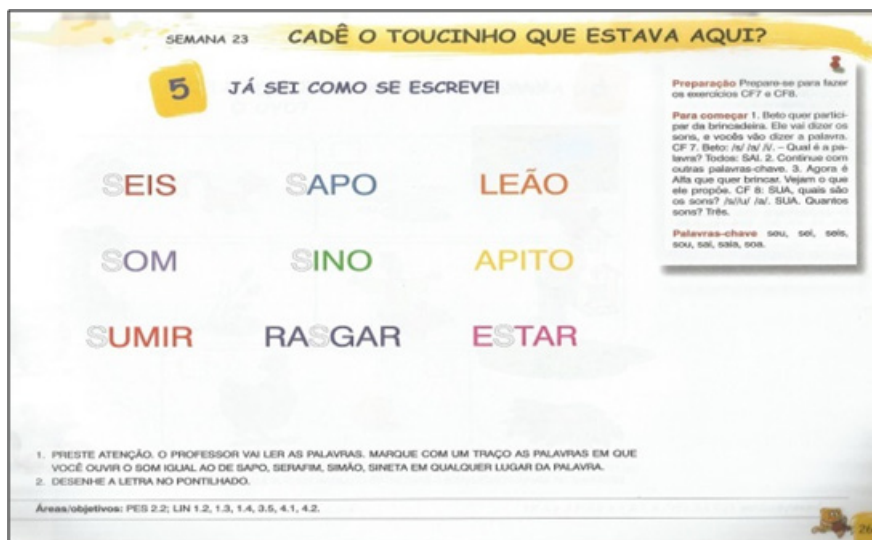 SEMANA 23 CADÊ O TOUCINHO QUE ESTAVA AQUI?
5 JÁ SEI COMO SE ESCREVE!
SEIS SAPO LEÃO
SOM SINO APITO
SUMIR RASGAR ESTAR
Preparação Prepare-se para fazer
os exercícios CF7 e CF8.
Para começar 1. Beto quer partici-
par da brincadeira. Ele vai dizer os
sons, e vocês vão dizer a palavra.
CF 7. Beto: /s/ /a/ /i/. – Qual é a pa-
lavra? Todos: SAI. 2. Continue com
outras palavras-chave. 3. Agora é
Alfa que quer brincar. Vejam o que
ele propõe. CF 8: SUA, quais são
os sons? /s//u/ /a/. SUA. Quantos
sons? Três.
Palavras-chave sou, sei, seis,
sou, sai, saia, soa.
1. PRESTE ATENÇÃO. O PROFESSOR VAI LER AS PALAVRAS. MARQUE COM UM TRAÇO AS PALAVRAS EM QUE
VOCÊ OUVIR O SOM IGUAL AO DE SAPO, SERAFIM, SIMÃO, SINETA EM QUALQUER LUGAR DA PALAVRA.
2. DESENHE A LETRA NO PONTILHADO.
Áreas/objetivos: PES 2.2; LIN 1.2, 1.3, 1.4, 3.5, 4.1, 4.2.